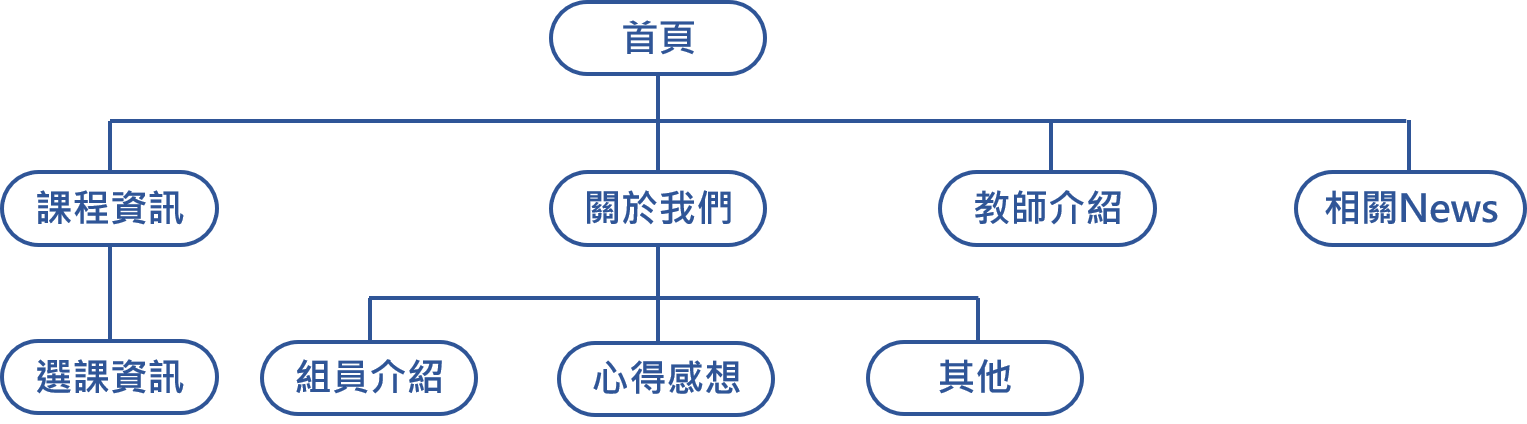 首頁
課程資訊
關於我們
教師介紹
相關News
選課資訊
組員介紹
心得感想
其他